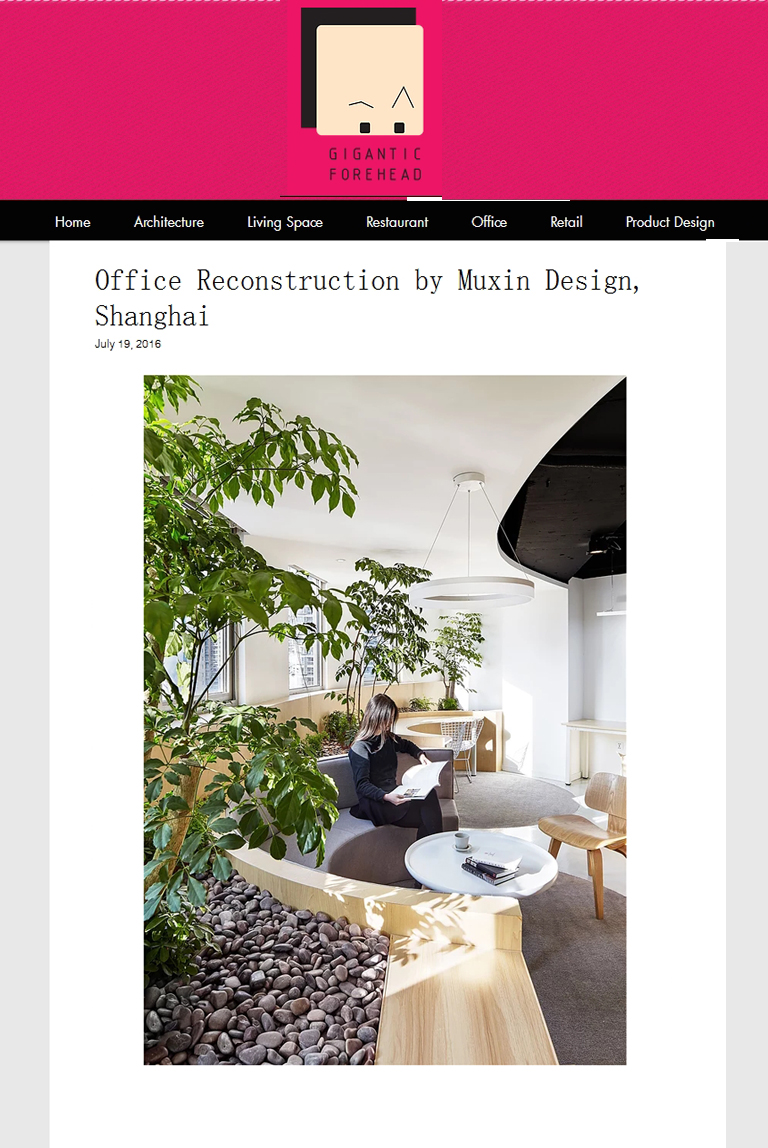 GIGANTIC
FOREHEAD
Home Architecture Living Space Restaurant Office Retail Product Design
Office Reconstruction by Muxin Design,
Shanghai
July 19, 2016